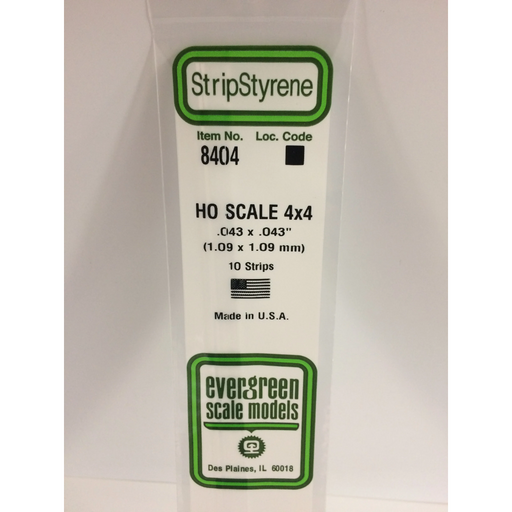 StripStyrene
Item No. Loc. Code
8404
HO SCALE 4x4
.043 x .043"
(1.09 x 1.09 mm)
10 Strips
Made in U.S.A.
evergreen
scale models
Des Plaines, IL 60018